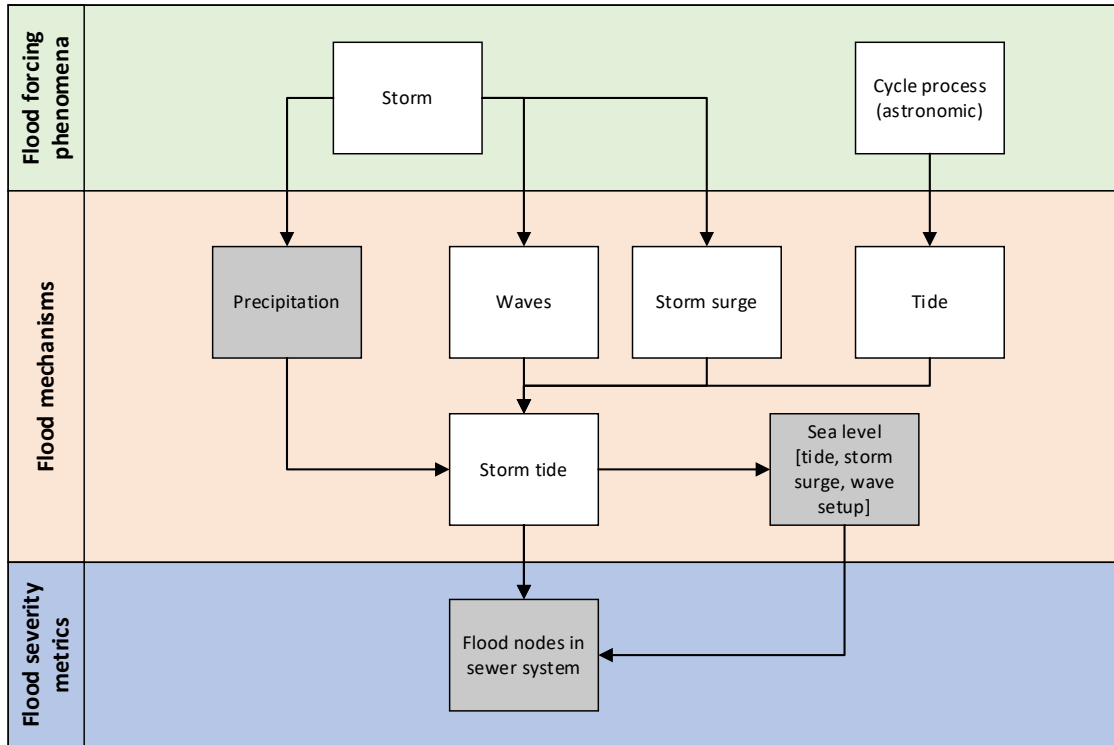 Flood forcing
phenomena
Storm
Cycle process
(astronomic)
Flood mechanisms
Precipitation
Waves
Storm surge
Tide
Storm tide
Sea level
[tide, storm
surge, wave
setup]
Flood severity
metrics
Flood nodes in
sewer system